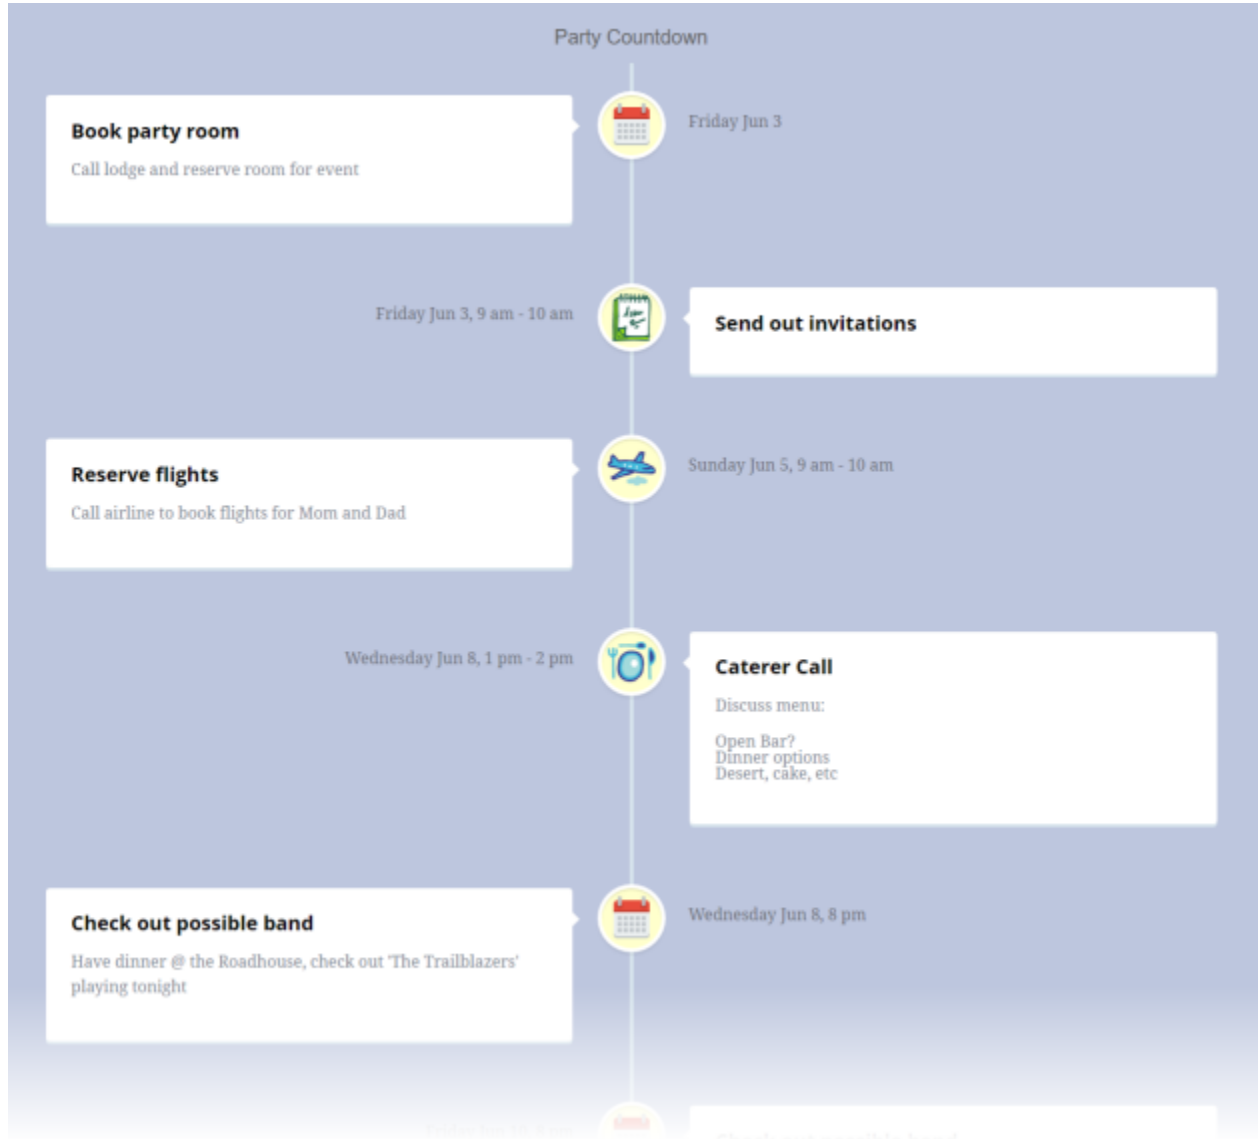 Party Countdown
Book party room
Call lodge and reserve room for event
Friday Jun 3
Friday Jun 3, 9 am - 10 am
Send out invitations
Reserve flights
Call airline to book flights for Mom and Dad
Sunday Jun 5, 9 am - 10 am
Wednesday Jun 8, 1 pm - 2 pm
Caterer Call
Discuss menu:
Open Bar?
Dinner options
Desert, cake, etc
Check out possible band
Have dinner @ the Roadhouse, check out 'The Trailblazers'
playing tonight
Wednesday Jun 8, 8 pm